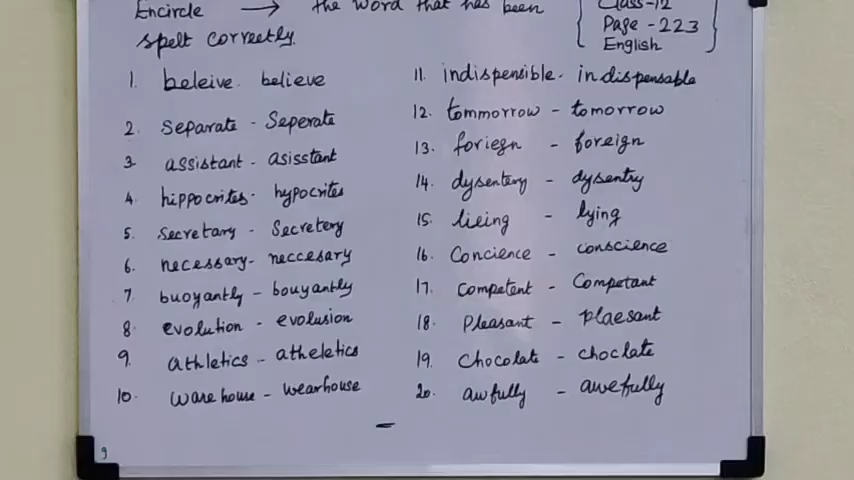 Encircle → the word that has been
spelt correctly.
Class-12
Page - 223
English
1. beleive. believe
2. Separate - Seperate
3 assistant - asisstant
4. hippocrites - hypocrites
5. Secretary - Secretery
6. necessary - neccesary
7. buoyantly - bouyantly
8. evolution - evolusion
9. athletics - atheletics
10. warehouse - wearhouse
11. indispensible. indispensable
12. tommorrow - tomorrow
13. foriegn - foreign
14. dysentery - dysentry
15. lieing - lying
16. Concience - conscience
17. Competent - Competant
18. Pleasant - plaesant
19. Chocolate - choclate
20. awfully - awefully
9